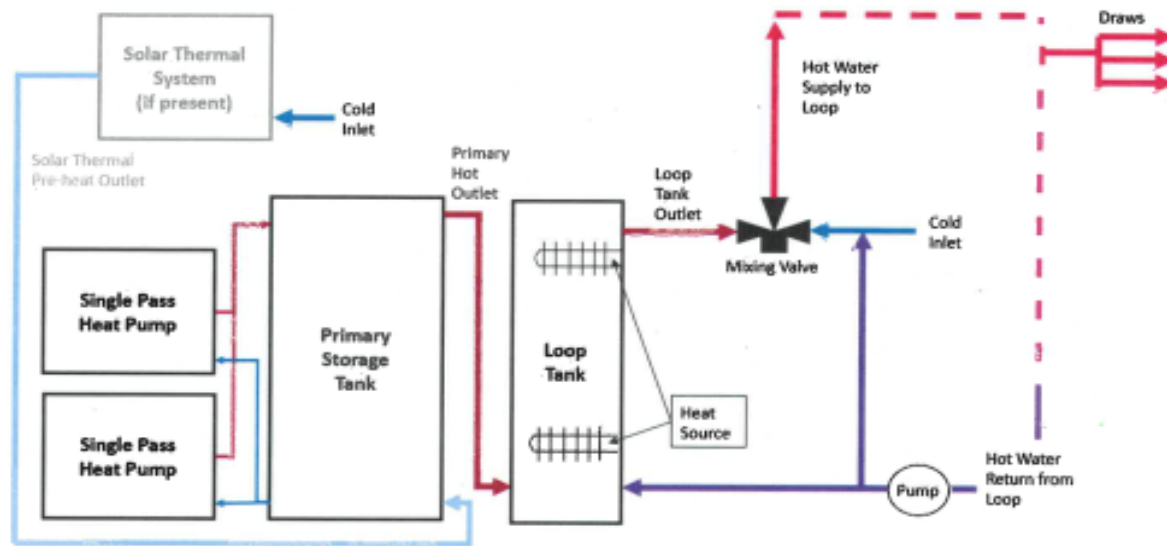 Solar Thermal
System
(if present)
Cold
Inlet
Solar Thermal
Pre-heat Outlet
Primary
Hot
Outlet
Single Pass
Heat Pump
Single Pass
Heat Pump
Primary
Storage
Tank
Loop
Tank
Outlet
Loop
Tank
Heat
Source
Hot Water
Supply to
Loop
Mixing Valve
Cold
Inlet
Draws
Pump
Hot Water
Return from
Loop